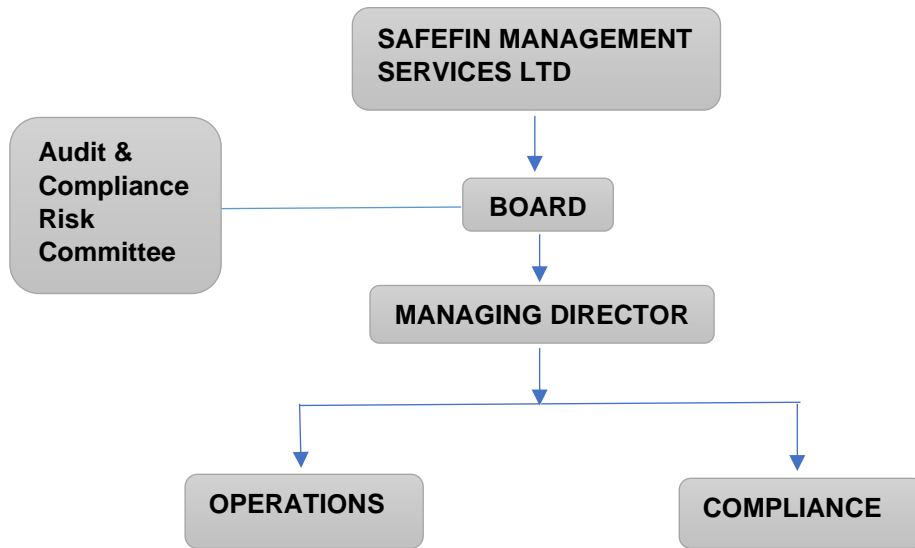 SAFEFIN MANAGEMENT
SERVICES LTD
Audit &
Compliance
Risk
Committee
BOARD
MANAGING DIRECTOR
OPERATIONS
COMPLIANCE